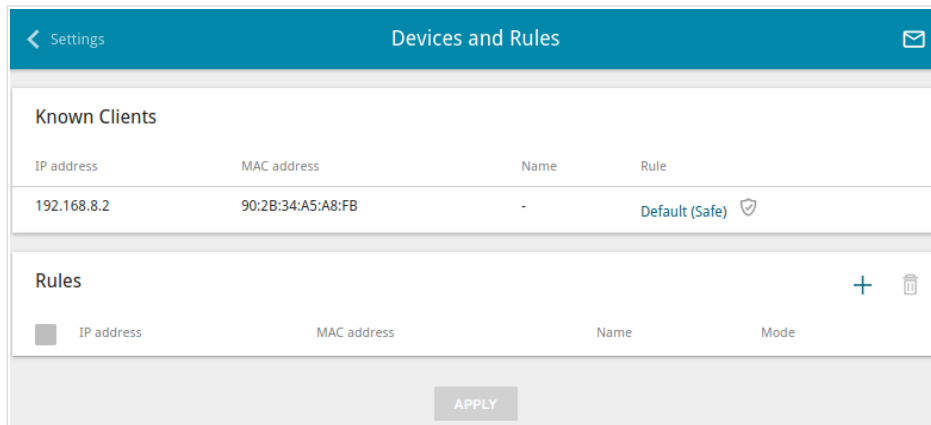 Settings Devices and Rules
Known Clients
IP address MAC address Name Rule
192.168.8.2 90:2B:34:A5:A8:FB - Default (Safe)
Rules
IP address MAC address Name Mode
APPLY